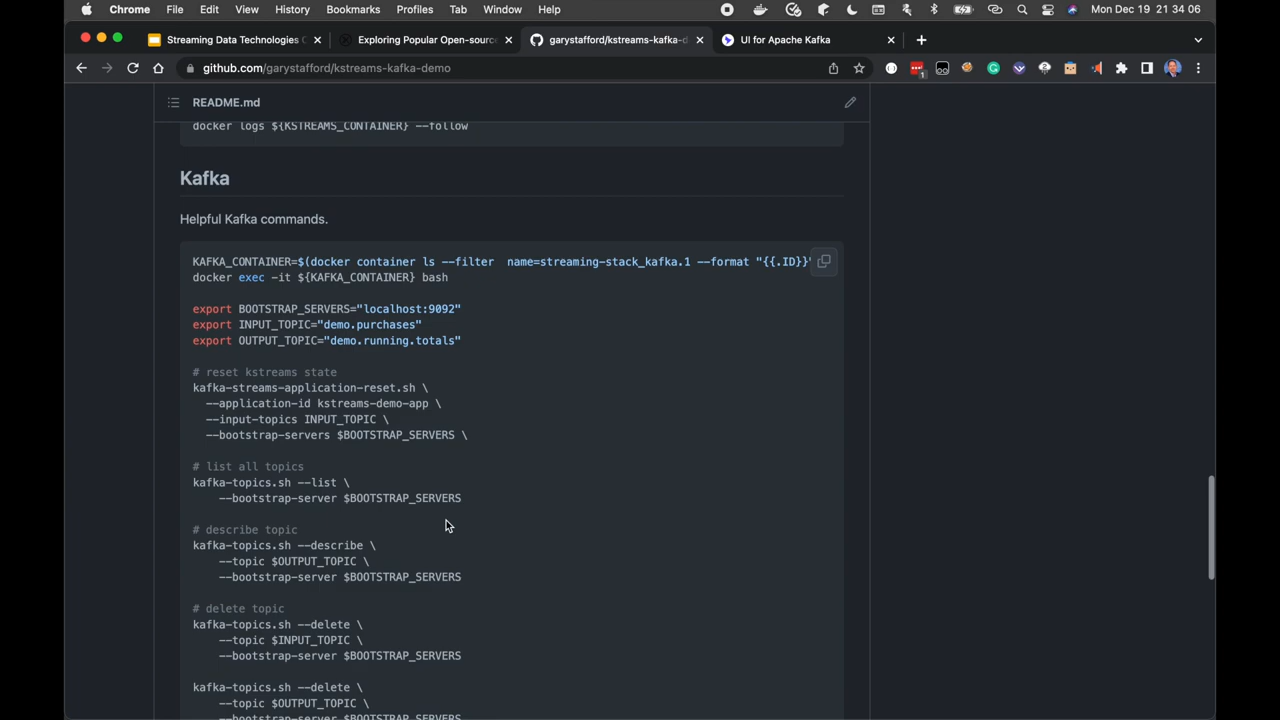 Chrome File Edit View History Bookmarks Profiles Tab Window Help Mon Dec 19 21 34 06
Streaming Data Technologies Exploring Popular Open-source garystafford/kstreams-kafka-d UI for Apache Kafka
github.com/garystafford/kstreams-kafka-demo
1
README.md
docker logs ${KSTREAMS_CONTAINER} --follow
Kafka
Helpful Kafka commands.
KAFKA_CONTAINER=$(docker container ls --filter  name=streaming-stack_kafka.1 --format "{{.ID}}"
docker exec -it ${KAFKA_CONTAINER} bash
export BOOTSTRAP_SERVERS="localhost:9092"
export INPUT_TOPIC="demo.purchases"
export OUTPUT_TOPIC="demo.running.totals"
# reset kstreams state
kafka-streams-application-reset.sh \
--application-id kstreams-demo-app \
--input-topics INPUT_TOPIC \
--bootstrap-servers $BOOTSTRAP_SERVERS \
# list all topics
kafka-topics.sh --list \
--bootstrap-server $BOOTSTRAP_SERVERS
# describe topic
kafka-topics.sh --describe \
--topic $OUTPUT_TOPIC \
--bootstrap-server $BOOTSTRAP_SERVERS
# delete topic
kafka-topics.sh --delete \
--topic $INPUT_TOPIC \
--bootstrap-server $BOOTSTRAP_SERVERS
kafka-topics.sh --delete \
--topic $OUTPUT_TOPIC \
--bootstrap-server $BOOTSTRAP_SERVERS